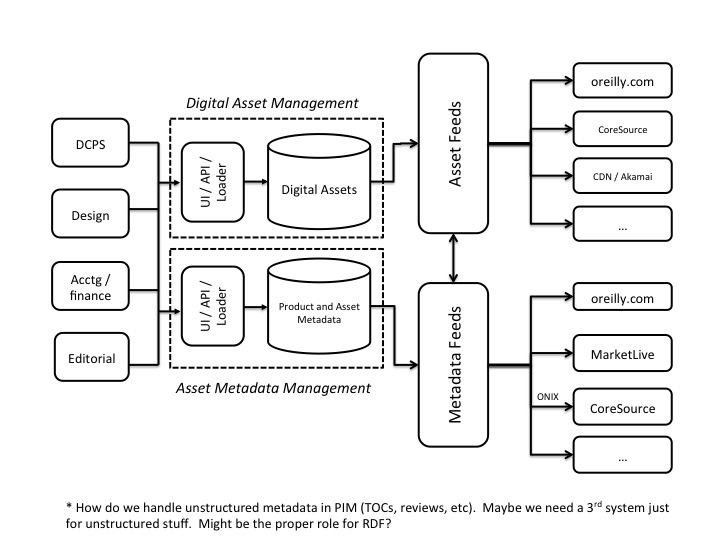 Digital Asset Management
DCPS
Design
Acctg /
finance
Editorial
UI / API /
Loader
Digital Assets
UI / API /
Loader
Product and Asset
Metadata
Asset Metadata Management
Asset Feeds
Metadata Feeds
oreilly.com
CoreSource
CDN / Akamai
...
oreilly.com
MarketLive
ONIX
CoreSource
...
* How do we handle unstructured metadata in PIM (TOCs, reviews, etc).  Maybe we need a 3rd system just
for unstructured stuff.  Might be the proper role for RDF?